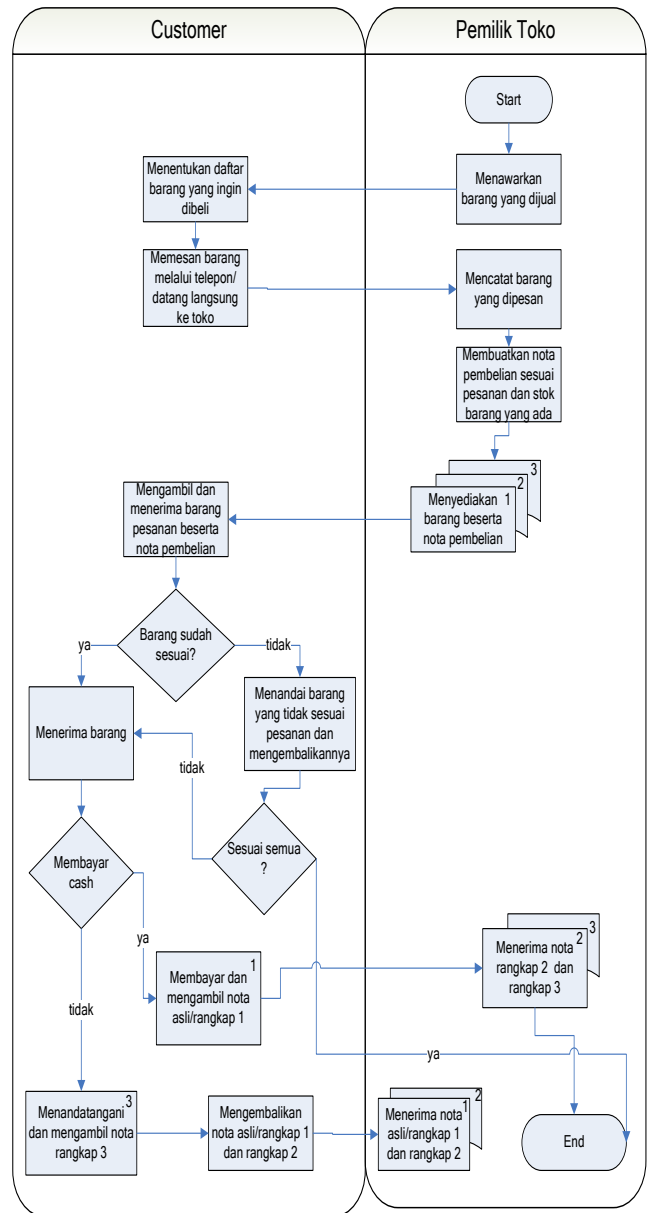 Customer
Pemilik Toko
Start
Menawarkan
barang yang dijual
Menentukan daftar
barang yang ingin
dibeli
Memesan barang
melalui telepon/
datang langsung
ke toko
Mencatat barang
yang dipesan
Membuatkan nota
pembelian sesuai
pesanan dan stok
barang yang ada
3
2
Menyediakan 1
barang beserta
nota pembelian
Mengambil dan
menerima barang
pesanan beserta
nota pembelian
Barang sudah
sesuai?
ya
tidak
Menerima barang
Menandai barang
yang tidak sesuai
pesanan dan
mengembalikannya
tidak
Sesuai semua
?
Membayar
cash
ya
tidak
1
Membayar dan
mengambil nota
asli/rangkap 1
3
2
Menerima nota
rangkap 2 dan
rangkap 3
ya
3
Menandatangani
dan mengambil nota
rangkap 3
Mengembalikan
nota asli/rangkap 1
dan rangkap 2
2
1
Menerima nota
asli/rangkap 1
dan rangkap 2
End